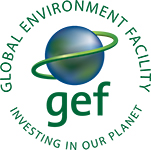 GLOBAL ENVIRONMENT FACILITY
gef
INVESTING IN OUR PLANET